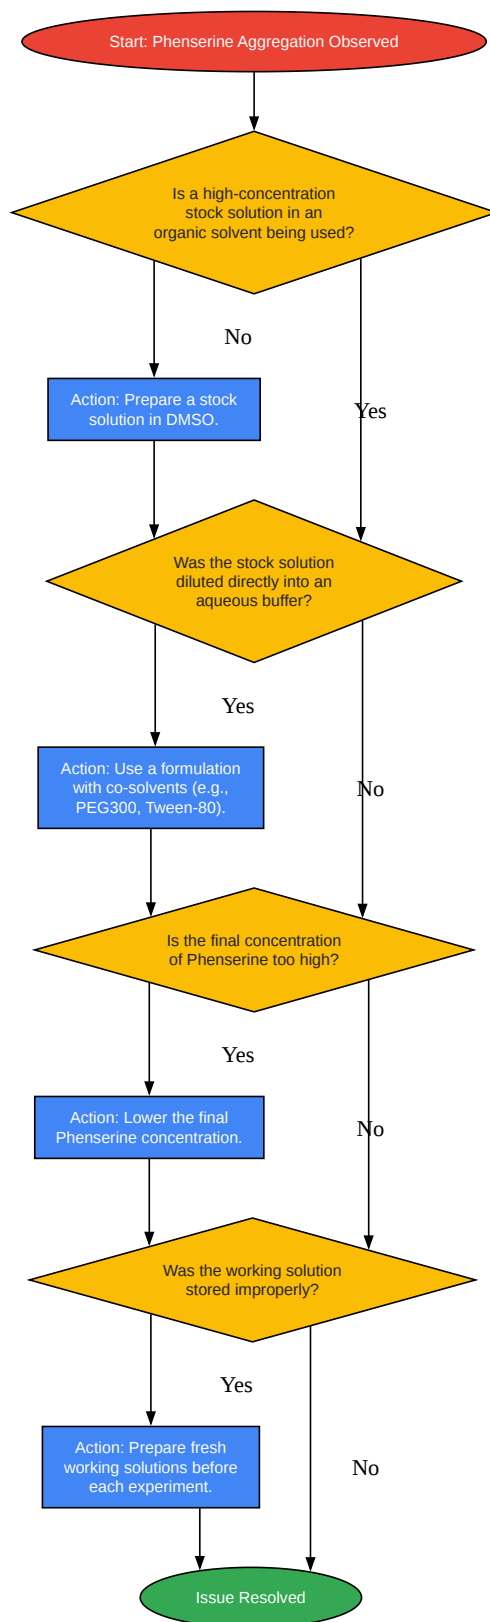 Start: Phenserine Aggregation Observed
Is a high-concentration
stock solution in an
organic solvent being used?
No
Action: Prepare a stock
solution in DMSO.
Yes
Was the stock solution
diluted directly into an
aqueous buffer?
Yes
Action: Use a formulation
with co-solvents (e.g.,
PEG300, Tween-80).
No
Is the final concentration
of Phenserine too high?
Yes
Action: Lower the final
Phenserine concentration.
No
Was the working solution
stored improperly?
Yes
Action: Prepare fresh
working solutions before
each experiment.
No
Issue Resolved